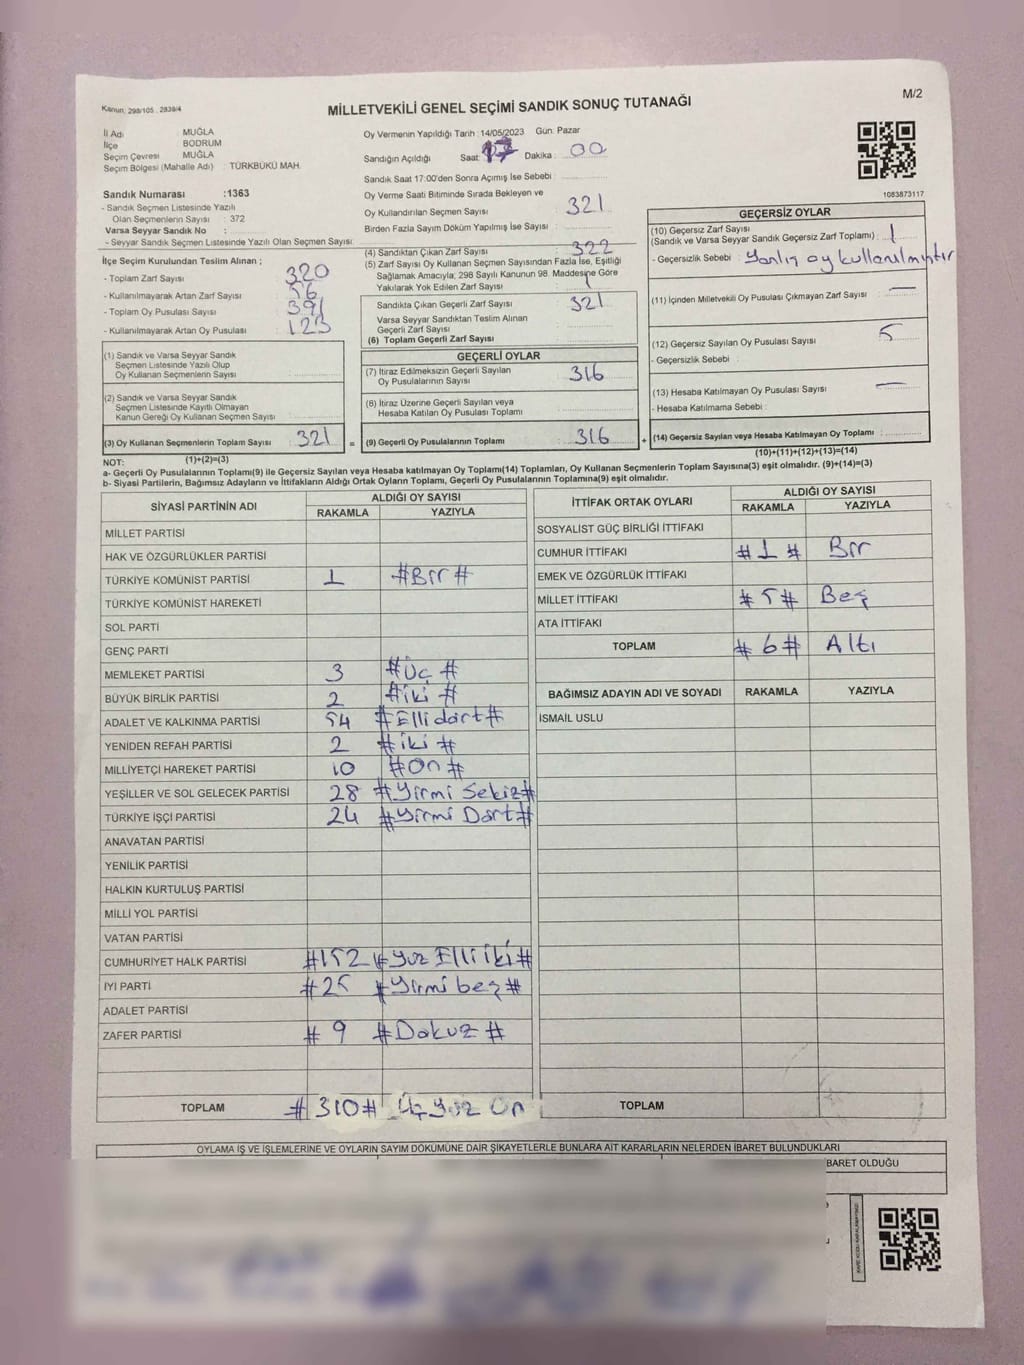 Kanun: 298/105 . 2839/4
MİLLETVEKİLİ GENEL SEÇİMİ SANDIK SONUÇ TUTANAĞI
M/2
İl Adı : MUĞLA
İlçe : BODRUM
Seçim Çevresi : MUĞLA
Seçim Bölgesi (Mahalle Adı) : TÜRKBÜKÜ MAH.
Sandık Numarası :1363
- Sandık Seçmen Listesinde Yazılı
Olan Seçmenlerin Sayısı : 372
Varsa Seyyar Sandık No :
- Seyyar Sandık Seçmen Listesinde Yazılı Olan Seçmen Sayısı:
Oy Vermenin Yapıldığı Tarih :14/05/2023 Gün: Pazar
Sandığın Açıldığı Saat: 17 Dakika : 00
Sandık Saat 17:00'den Sonra Açımış İse Sebebi :
Oy Verme Saati Bitiminde Sırada Bekleyen ve
Oy Kullandırılan Seçmen Sayısı : 321
Birden Fazla Sayım Döküm Yapılmış İse Sayısı :
1083873117
İlçe Seçim Kurulundan Teslim Alınan ;
- Toplam Zarf Sayısı : 320
- Kullanılmayarak Artan Zarf Sayısı : 56
- Toplam Oy Pusulası Sayısı : 391
- Kullanılmayarak Artan Oy Pusulası : 123
(1) Sandık ve Varsa Seyyar Sandık
Seçmen Listesinde Yazılı Olup
Oy Kullanan Seçmenlerin Sayısı :
(2) Sandık ve Varsa Seyyar Sandık
Seçmen Listesinde Kayıtlı Olmayan
Kanun Gereği Oy Kullanan Seçmen Sayısı :
(3) Oy Kullanan Seçmenlerin Toplam Sayısı : 321 =
(1)+(2)=(3)
(4) Sandıktan Çıkan Zarf Sayısı : 322
(5) Zarf Sayısı Oy Kullanan Seçmen Sayısından Fazla İse, Eşitliği
Sağlamak Amacıyla; 298 Sayılı Kanunun 98. Maddesine Göre
Yakılarak Yok Edilen Zarf Sayısı : 1
Sandıkta Çıkan Geçerli Zarf Sayısı : 321
Varsa Seyyar Sandıktan Teslim Alınan
Geçerli Zarf Sayısı
(6) Toplam Geçerli Zarf Sayısı :
GEÇERLİ OYLAR
(7) İtiraz Edilmeksizin Geçerli Sayılan
Oy Pusulalarının Sayısı : 316
(8) İtiraz Üzerine Geçerli Sayılan veya
Hesaba Katılan Oy Pusulası Toplamı :
(9) Geçerli Oy Pusulalarının Toplamı : 316 +
GEÇERSİZ OYLAR
(10) Geçersiz Zarf Sayısı
(Sandık ve Varsa Seyyar Sandık Geçersiz Zarf Toplamı) : 1
- Geçersizlik Sebebi : Yanlış oy kullanılmıştır
(11) İçinden Milletvekili Oy Pusulası Çıkmayan Zarf Sayısı : —
(12) Geçersiz Sayılan Oy Pusulası Sayısı : 5
- Geçersizlik Sebebi :
(13) Hesaba Katılmayan Oy Pusulası Sayısı : —
- Hesaba Katılmama Sebebi :
(14) Geçersiz Sayılan veya Hesaba Katılmayan Oy Pusulası Toplamı :
(10)+(11)+(12)+(13)=(14)
NOT:
a- Geçerli Oy Pusulalarının Toplamı(9) ile Geçersiz Sayılan veya Hesaba katılmayan Oy Toplamı(14) Toplamları, Oy Kullanan Seçmenlerin Toplam Sayısına(3) eşit olmalıdır. (9)+(14)=(3)
b- Siyasi Partilerin, Bağımsız Adayların ve İttifakların Aldığı Ortak Oyların Toplamı, Geçerli Oy Pusulalarının Toplamına(9) eşit olmalıdır.
SİYASİ PARTİNİN ADI ALDIĞI OY SAYISI
RAKAMLA YAZIYLA
MİLLET PARTİSİ
HAK VE ÖZGÜRLÜKLER PARTİSİ
TÜRKİYE KOMÜNİST PARTİSİ 1 #Bir#
TÜRKİYE KOMÜNİST HAREKETİ
SOL PARTİ
GENÇ PARTİ
MEMLEKET PARTİSİ 3 #Üç#
BÜYÜK BİRLİK PARTİSİ 2 #iki#
ADALET VE KALKINMA PARTİSİ 54 #Elli dört#
YENİDEN REFAH PARTİSİ 2 #iki#
MİLLİYETÇİ HAREKET PARTİSİ 10 #On#
YEŞİLLER VE SOL GELECEK PARTİSİ 28 #Yirmi Sekiz#
TÜRKİYE İŞÇİ PARTİSİ 24 #Yirmi Dört#
ANAVATAN PARTİSİ
YENİLİK PARTİSİ
HALKIN KURTULUŞ PARTİSİ
MİLLİ YOL PARTİSİ
VATAN PARTİSİ
CUMHURİYET HALK PARTİSİ #152 #Yüz Elli iki#
İYİ PARTİ #25 #Yirmi beş#
ADALET PARTİSİ
ZAFER PARTİSİ #9 #Dokuz#
TOPLAM #310# Üç Yüz On
İTTİFAK ORTAK OYLARI ALDIĞI OY SAYISI
RAKAMLA YAZIYLA
SOSYALİST GÜÇ BİRLİĞİ İTTİFAKI
CUMHUR İTTİFAKI #1# Bir
EMEK VE ÖZGÜRLÜK İTTİFAKI
MİLLET İTTİFAKI #5# Beş
ATA İTTİFAKI
TOPLAM #6# Altı
BAĞIMSIZ ADAYIN ADI VE SOYADI RAKAMLA YAZIYLA
İSMAİL USLU
TOPLAM
OYLAMA İŞ VE İŞLEMLERİNE VE OYLARIN SAYIM DÖKÜMÜNE DAİR ŞİKAYETLERLE BUNLARA AİT KARARLARIN NELERDEN İBARET BULUNDUKLARI
BARET OLDUĞU